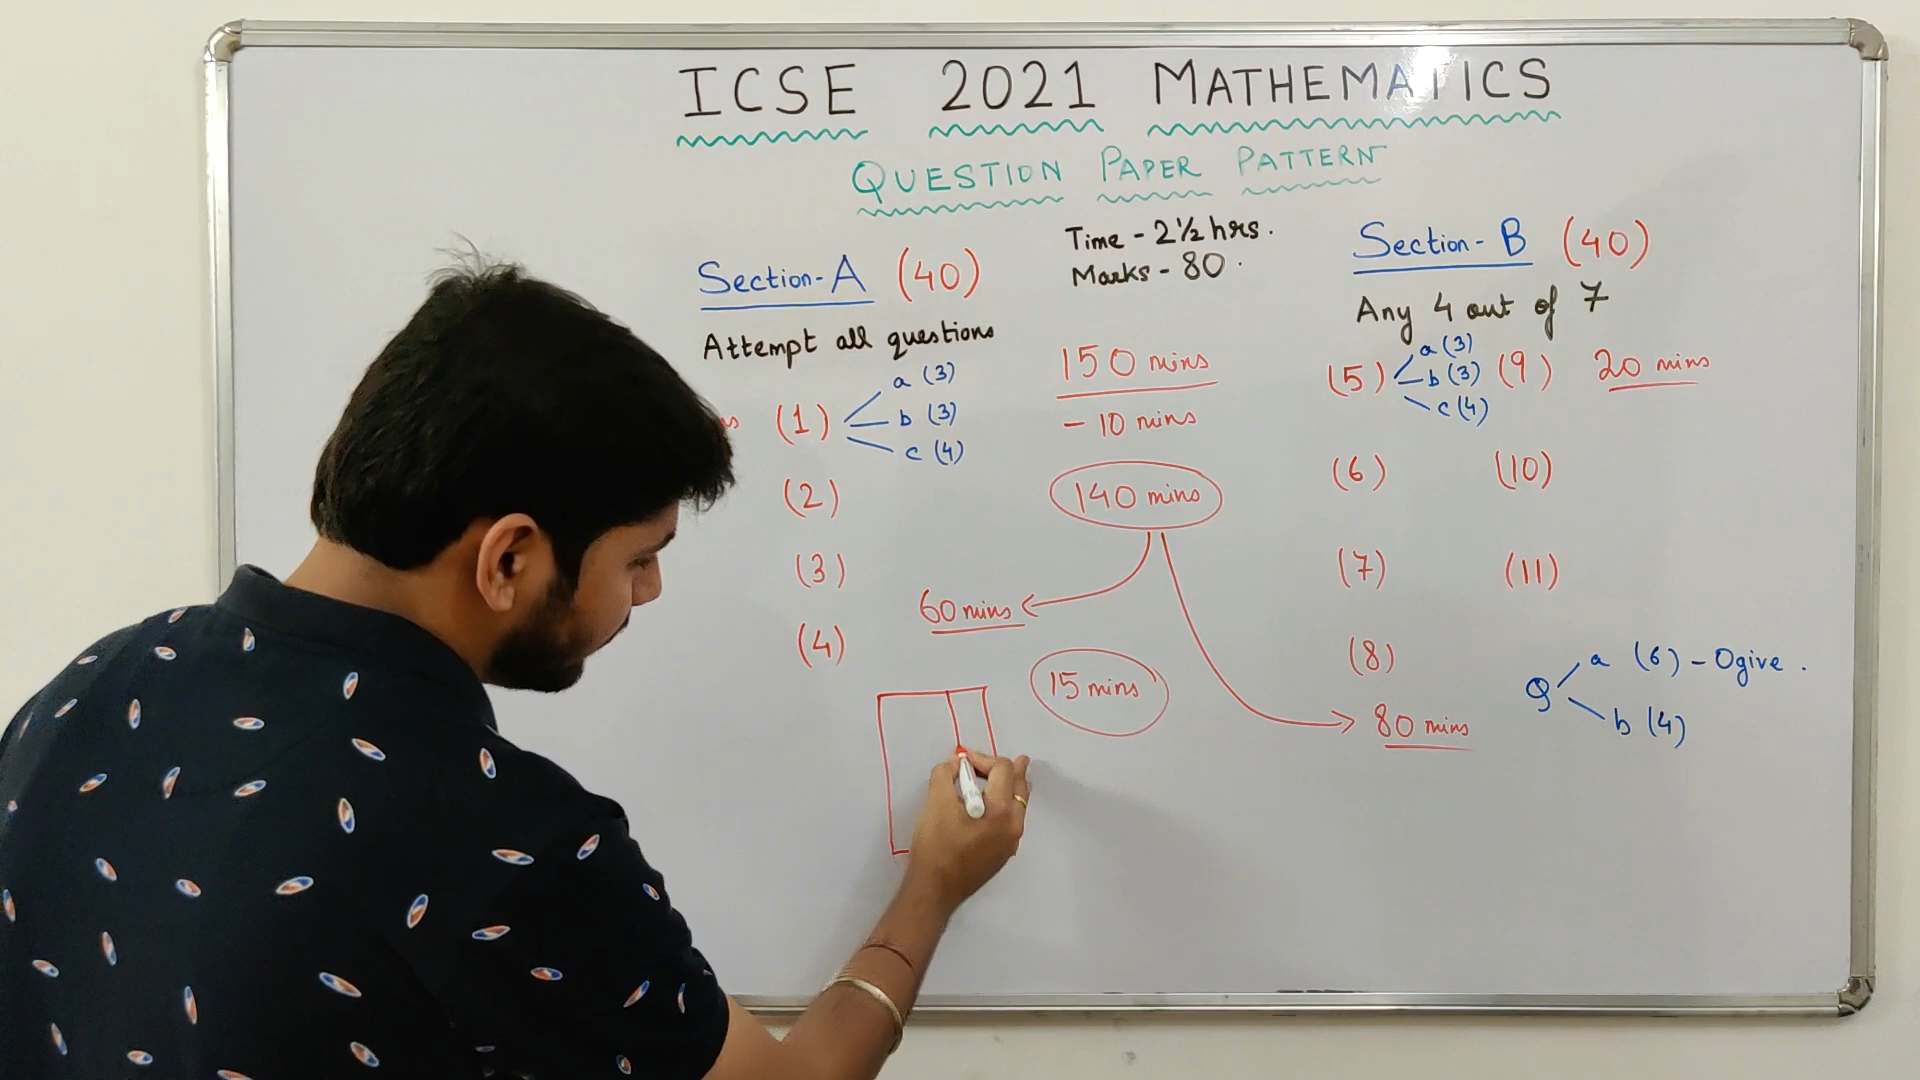 ICSE 2021 MATHEMATICS
QUESTION PAPER PATTERN
Section-A (40)
Attempt all questions
(1) a (3)
b (3)
c (4)
(2)
(3)
(4)
Time - 2½ hrs.
Marks - 80.
150 mins
- 10 mins
140 mins
60 mins
15 mins
80 mins
Section-B (40)
Any 4 out of 7
(5) a (3)
b (3)
c (4)
(9) 20 mins
(6) (10)
(7) (11)
(8)
Q a (6) - Ogive.
b (4)